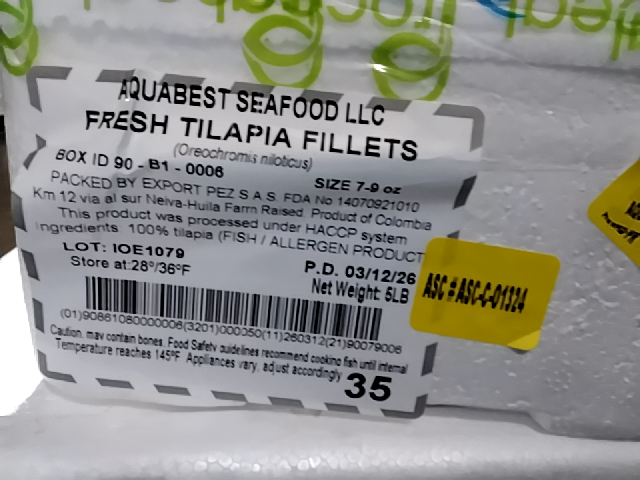 AQUABEST SEAFOOD LLC
FRESH TILAPIA FILLETS
(Oreochromis niloticus)
BOX ID 90 - B1 - 0006
SIZE 7-9 oz
PACKED BY EXPORT PEZ S A S. FDA No 14070921010
Km 12 via al sur Neiva-Huila Farm Raised. Product of Colombia
This product was processed under HACCP system
Ingredients: 100% tilapia (FISH / ALLERGEN PRODUCT
LOT: IOE1079
P.D. 03/12/26
Store at:28°/36°F
Net Weight: 5LB
(01)90861080000006(3201)000050(11)260312(21)90079006
Caution, may contain bones. Food Safety guidelines recommend cooking fish until internal
Temperature reaches 145°F. Appliances vary, adjust accordingly
35
ASC # ASC-C-01324